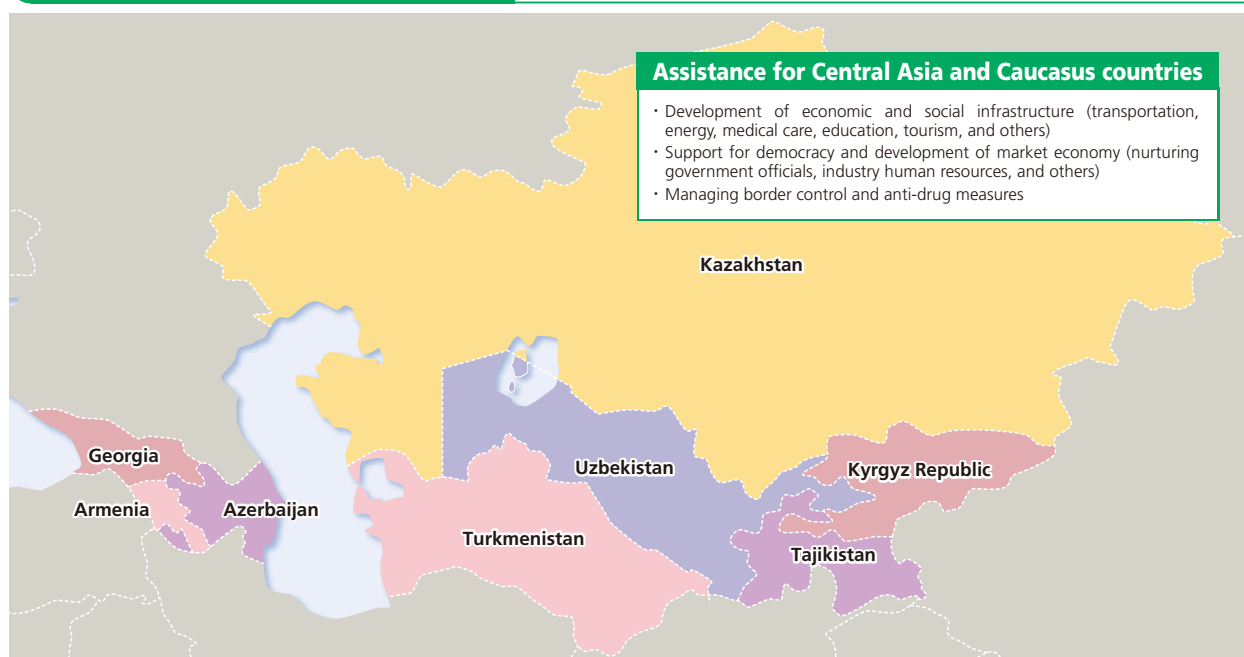 Assistance for Central Asia and Caucasus countries
・Development of economic and social infrastructure (transportation,
energy, medical care, education, tourism, and others)
・Support for democracy and development of market economy (nurturing
government officials, industry human resources, and others)
・Managing border control and anti-drug measures
Kazakhstan
Georgia
Uzbekistan
Kyrgyz Republic
Armenia
Azerbaijan
Turkmenistan
Tajikistan